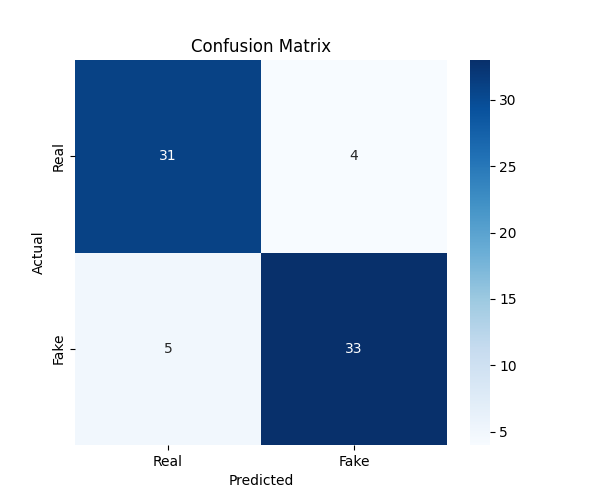 Confusion Matrix
Actual
Real
Fake
31
4
5
33
Real
Fake
Predicted
30
25
20
15
10
5